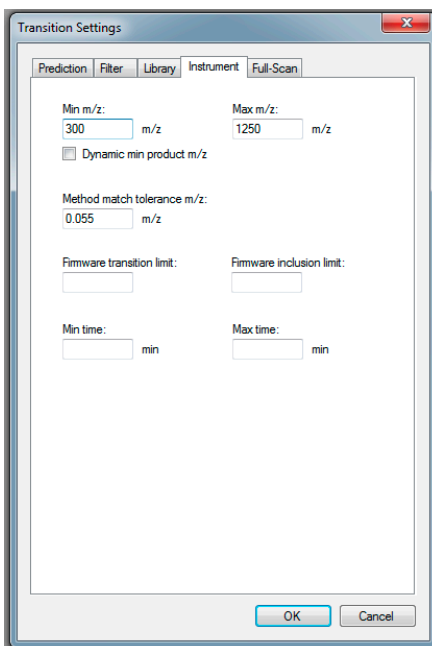 Transition Settings
Prediction Filter Library Instrument Full-Scan
Min m/z: Max m/z:
300 m/z 1250 m/z
Dynamic min product m/z
Method match tolerance m/z:
0.055 m/z
Firmware transition limit: Firmware inclusion limit:
Min time: Max time:
min min
OK Cancel